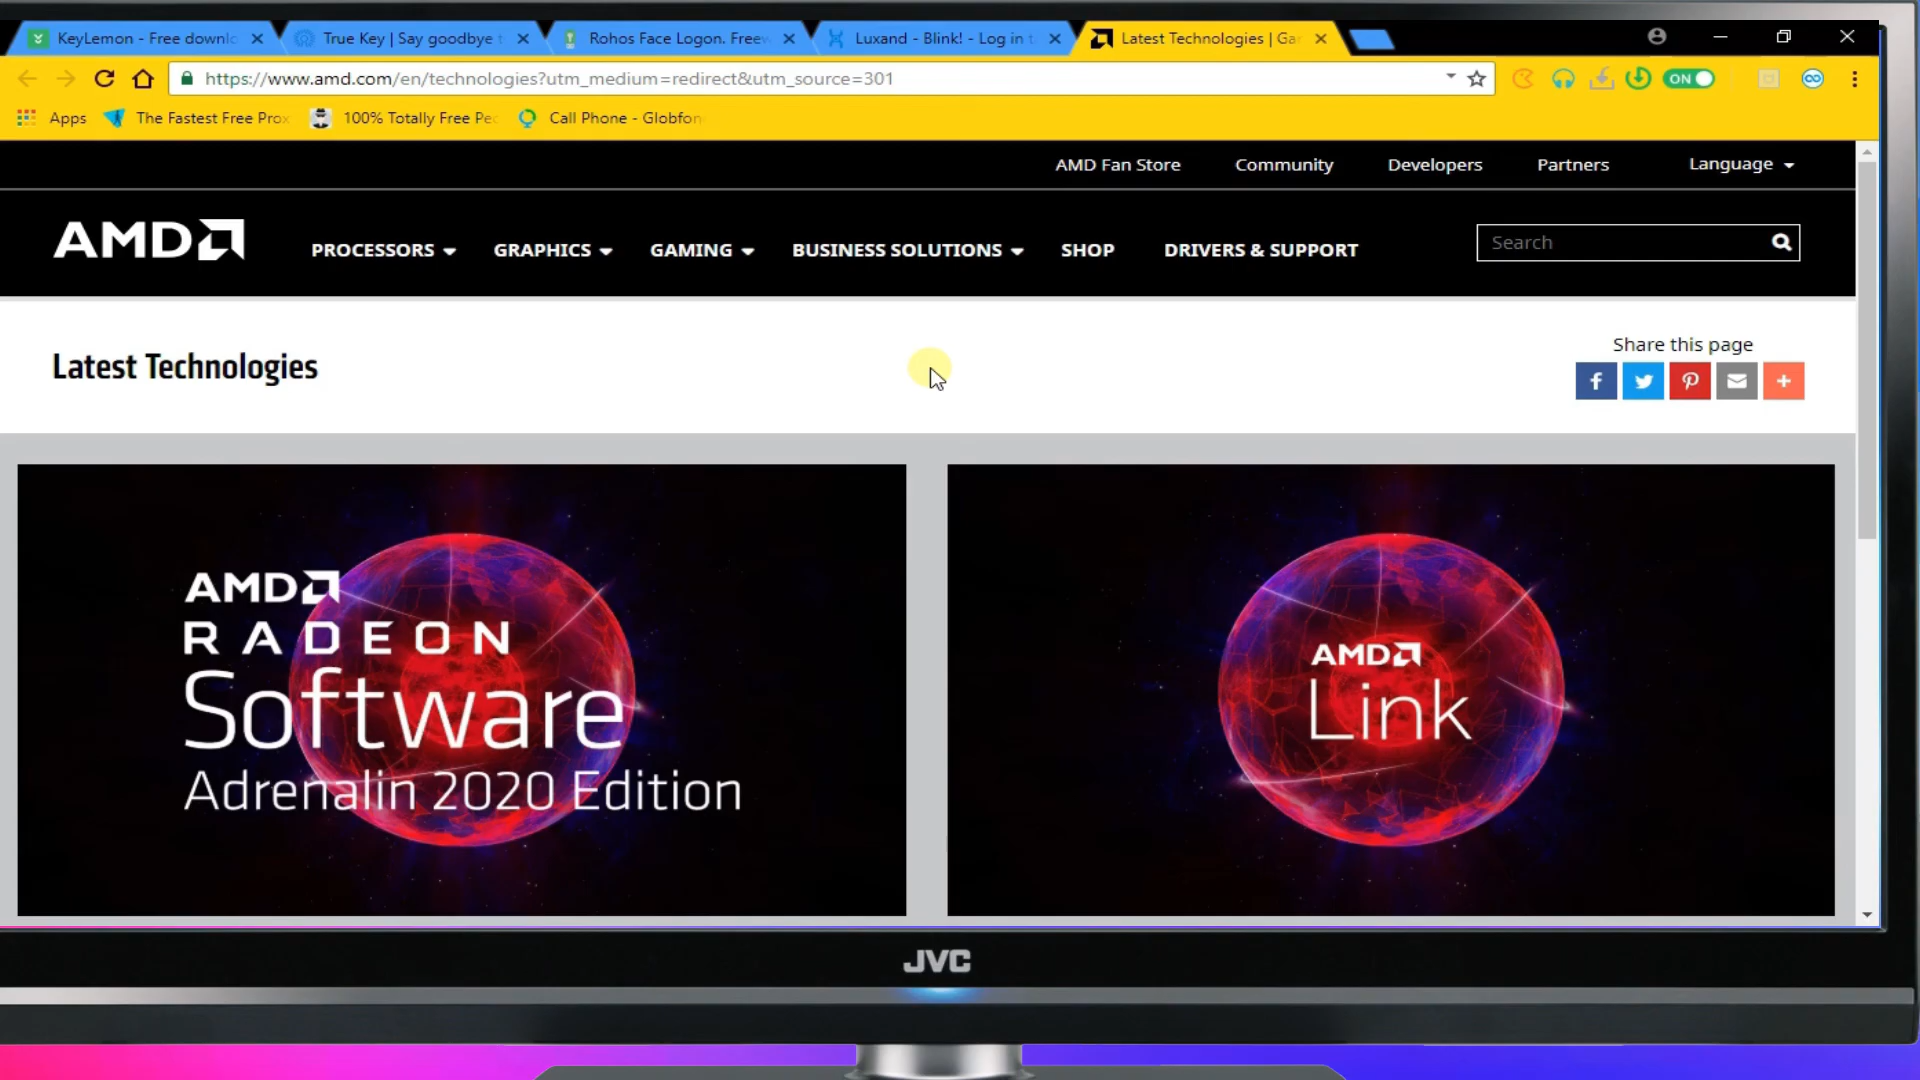 KeyLemon - Free downlo
True Key | Say goodbye t
Rohos Face Logon. Freew
Luxand - Blink! - Log in t
Latest Technologies | Ga
https://www.amd.com/en/technologies?utm_medium=redirect&utm_source=301
ON
Apps
The Fastest Free Prox
100% Totally Free Pe
Call Phone - Globfon
AMD Fan Store
Community
Developers
Partners
Language
AMD
PROCESSORS
GRAPHICS
GAMING
BUSINESS SOLUTIONS
SHOP
DRIVERS & SUPPORT
Search
Latest Technologies
Share this page
AMD
RADEON
Software
Adrenalin 2020 Edition
AMD
Link
JVC